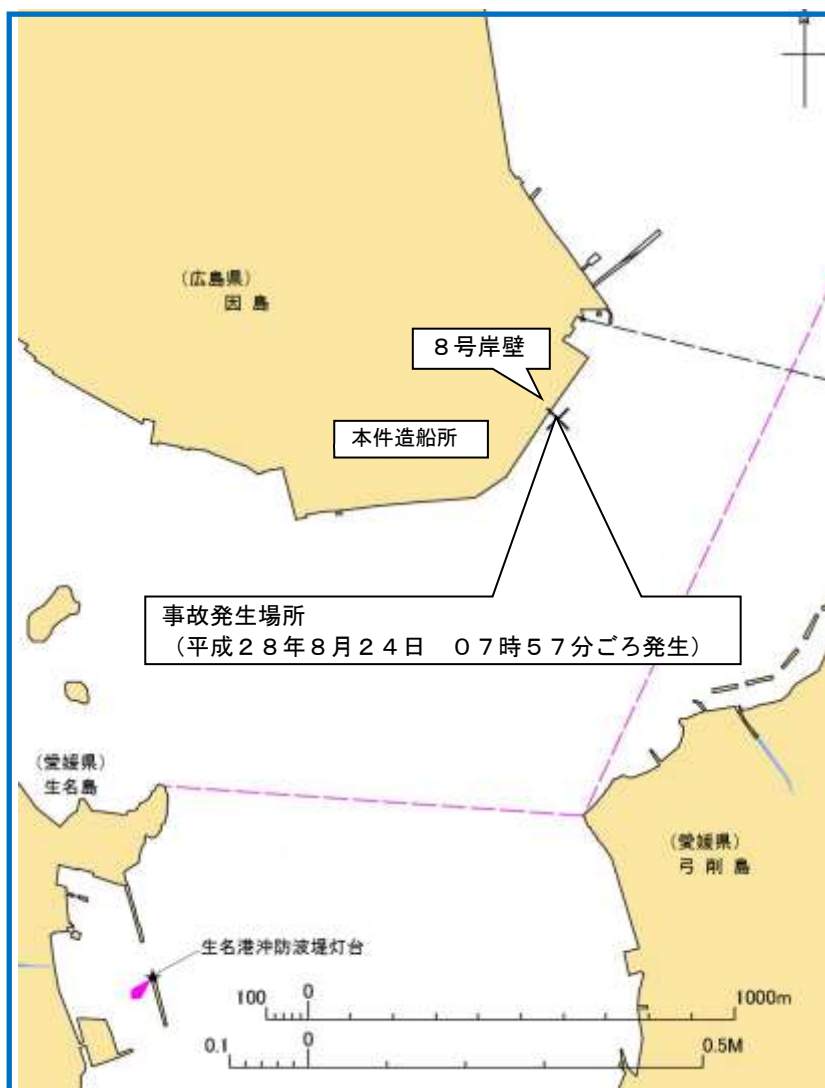 （広島県）
因 島
８号岸壁
本件造船所
事故発生場所
（平成２８年８月２４日　０７時５７分ごろ発生）
（愛媛県）
生名島
（愛媛県）
弓 削 島
生名港沖防波堤灯台
100 0 1000m
0.1 0 0.5M